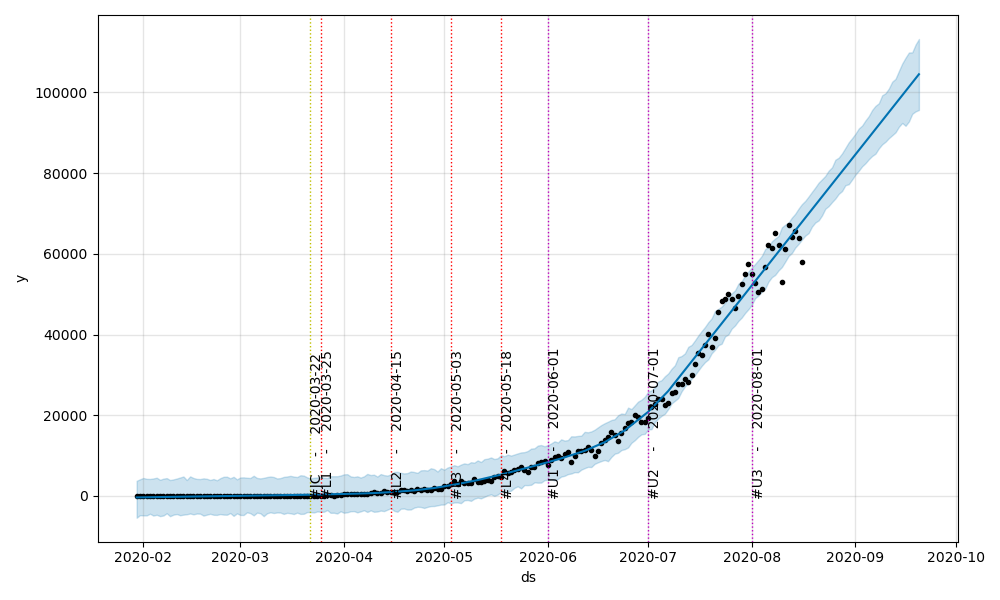 100000
80000
60000
40000
20000
0
y
#JC - 2020-03-22
#L1 - 2020-03-25
#L2 - 2020-04-15
#L3 - 2020-05-03
#L4 - 2020-05-18
#U1 - 2020-06-01
#U2 - 2020-07-01
#U3 - 2020-08-01
2020-02 2020-03 2020-04 2020-05 2020-06 2020-07 2020-08 2020-09 2020-10
ds